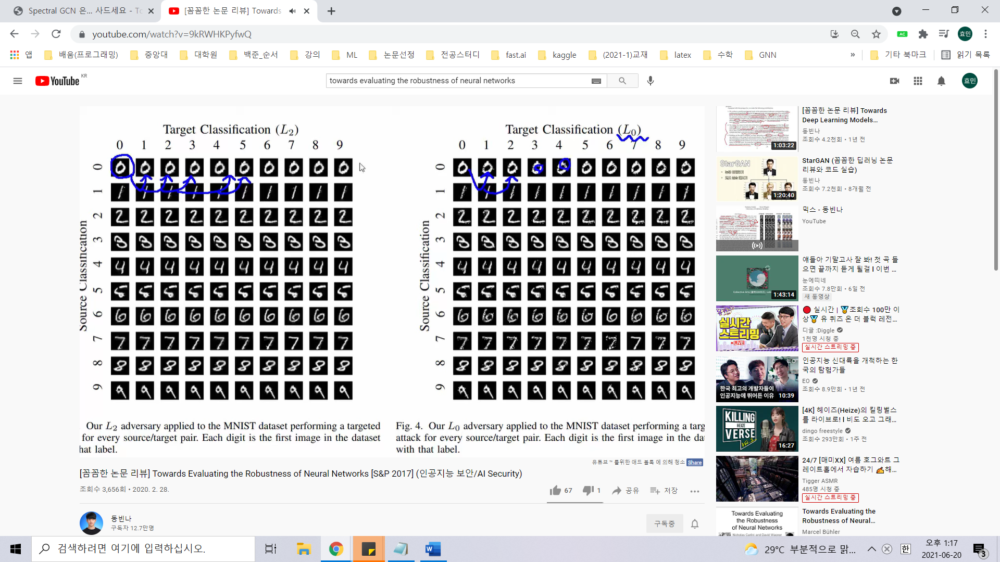 Spectral GCN 은... 사드세요 - To
[꼼꼼한 논문 리뷰] Towards
youtube.com/watch?v=9kRWHKPyfwQ
AC
효민
앱
배움(프로그래밍)
중앙대
대학원
백준_순서
강의
ML
논문선정
전공스터디
fast.ai
kaggle
(2021-1)교재
latex
수학
GNN
»
기타 북마크
읽기 목록
YouTube KR
towards evaluating the robustness of neural networks
효민
Target Classification (L2)
0 1 2 3 4 5 6 7 8 9
Source Classification
0
1
2
3
4
5
6
7
8
9
Our L2 adversary applied to the MNIST dataset performing a targeted
for every source/target pair. Each digit is the first image in the dataset
hat label.
Target Classification (L0)
0 1 2 3 4 5 6 7 8 9
Source Classification
0
1
2
3
4
5
6
7
8
9
Fig. 4. Our L0 adversary applied to the MNIST dataset performing a targ
attack for every source/target pair. Each digit is the first image in the da
with that label.
유튜브™ 를위한 애드 블록 에 의해 청소 Share
[꼼꼼한 논문 리뷰] Towards Evaluating the Robustness of Neural Networks [S&P 2017] (인공지능 보안/AI Security)
조회수 3,656회 • 2020. 2. 28.
67
1
공유
저장
동빈나
구독자 12.7만명
구독중
[꼼꼼한 논문 리뷰] Towards
Deep Learning Models…
동빈나
조회수 4.2천회 • 1년 전
1:03:22
StarGAN
StarGAN (꼼꼼한 딥러닝 논문
리뷰와 코드 실습)
동빈나
조회수 7.2천회 • 8개월 전
1:20:40
믹스 - 동빈나
YouTube
얘들아 기말고사 잘 봐! 첫 곡 들
으면 끝까지 듣게 될걸 I 이번 …
눈에띠네
조회수 7.8만회 • 6일 전
새 동영상
1:43:14
유퀴즈
실시간
스트리밍
LIVE
🔴 실시간 | 🏅조회수 100만 이
상🏅 유 퀴즈 온 더 블럭 레전…
디글 :Diggle
1천명 시청 중
실시간 스트리밍 중
EO
한국 최고의 개발자들이
인공지능에 뛰어든 이유
10:39
인공지능 신대륙을 개척하는 한
국의 탐험가들
EO
조회수 8.9만회 • 1년 전
KILLING
HEIZE
VERSE
Vol.2
16:27
[4K] 헤이즈(Heize)의 킬링벌스
를 라이브로! l 비도 오고 그래…
dingo freestyle
조회수 293만회 • 1주 전
24/7 [매미XX] 여름 호그와트 그
레이트홀에서 자습하기 ✍해…
Tigger ASMR
485명 시청 중
실시간 스트리밍 중
Towards Evaluating
the Robustness
of Neural Networks
Towards Evaluating the
Robustness of Neural…
Marcel Bühler
검색하려면 여기에 입력하십시오.
29°C 부분적으로 맑...
한
오후 1:17
2021-06-20
3